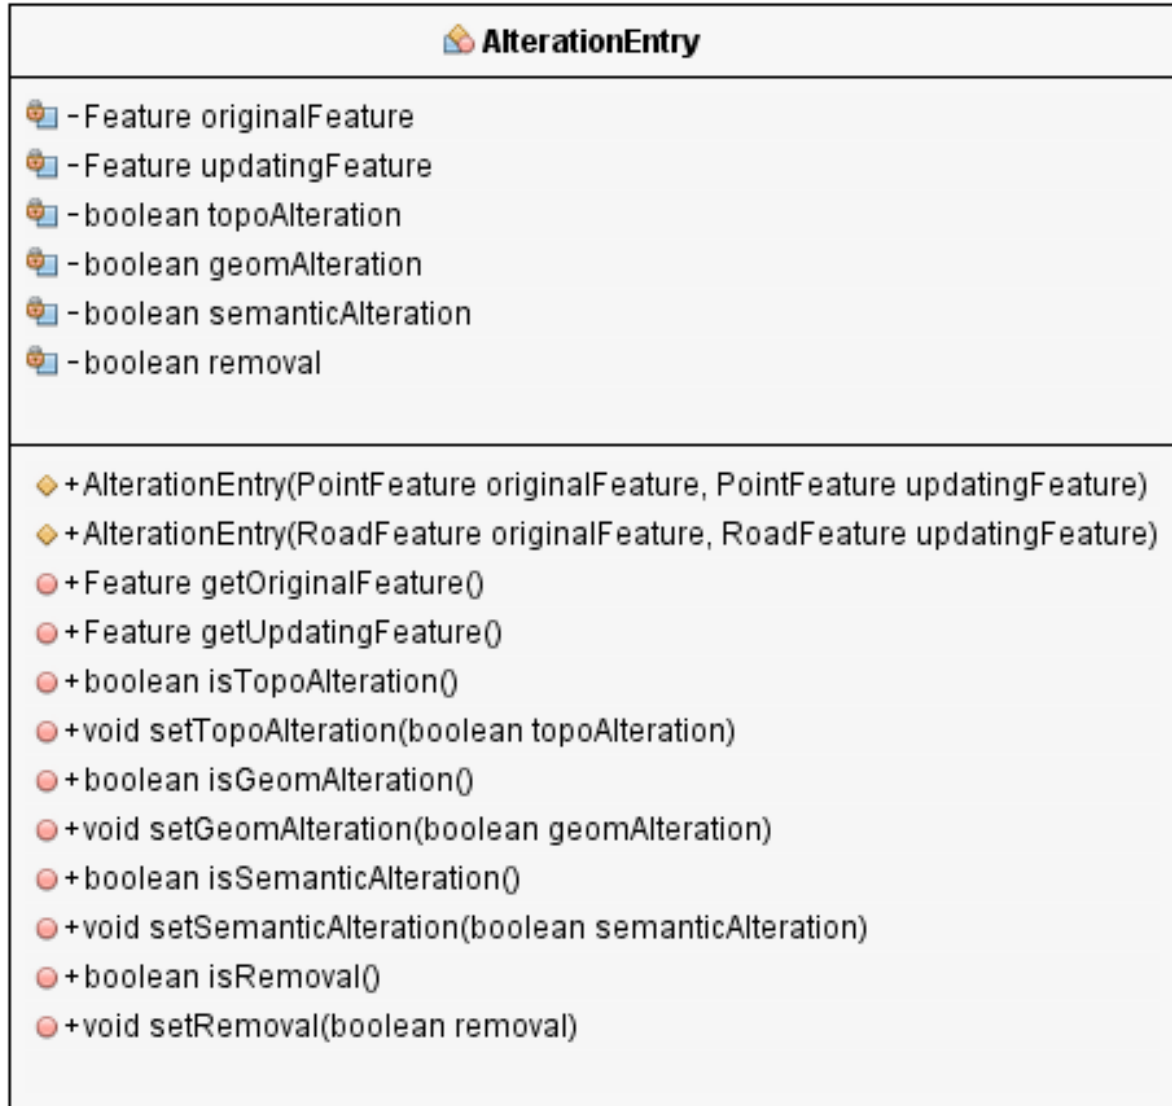 AlterationEntry
-Feature originalFeature
-Feature updatingFeature
-boolean topoAlteration
-boolean geomAlteration
-boolean semanticAlteration
-boolean removal
+AlterationEntry(PointFeature originalFeature, PointFeature updatingFeature)
+AlterationEntry(RoadFeature originalFeature, RoadFeature updatingFeature)
+Feature getOriginalFeature()
+Feature getUpdatingFeature()
+boolean isTopoAlteration()
+void setTopoAlteration(boolean topoAlteration)
+boolean isGeomAlteration()
+void setGeomAlteration(boolean geomAlteration)
+boolean isSemanticAlteration()
+void setSemanticAlteration(boolean semanticAlteration)
+boolean isRemoval()
+void setRemoval(boolean removal)